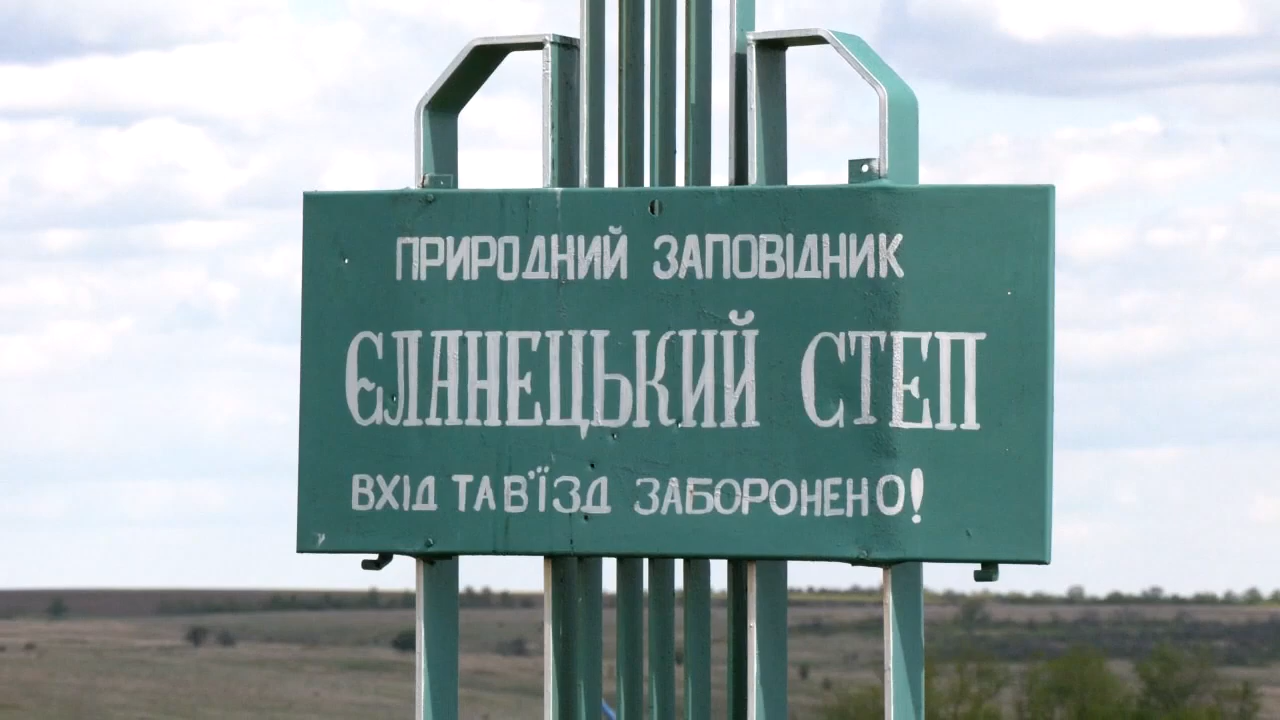 ПРИРОДНИЙ ЗАПОВІДНИК
ЄЛАНЕЦЬКИЙ СТЕП
ВХІД ТА В'ЇЗД ЗАБОРОНЕНО!